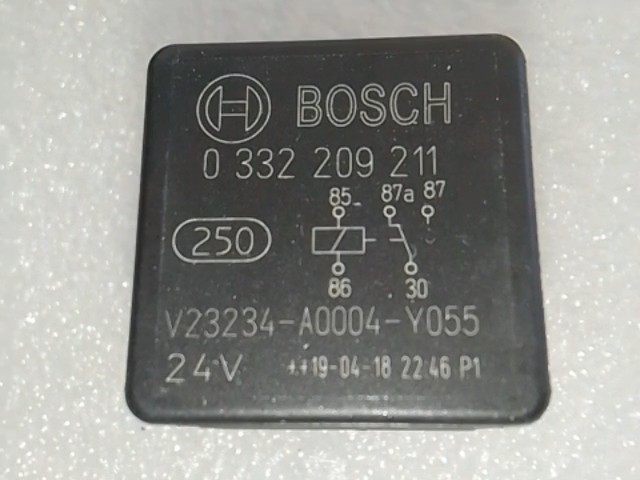 BOSCH
0 332 209 211
85 87a 87
250
86 30
V23234-A0004-Y055
24V ++19-04-18 22:46 P1